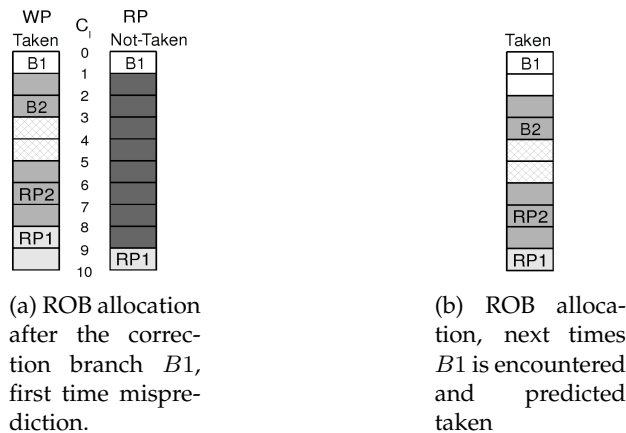 WP C_I RP
Taken Not-Taken
0
B1 B1
1
2
B2
3
4
5
6
RP2
7
8
RP1
9
RP1
10
Taken
B1
B2
RP2
RP1
(a) ROB allocation
after the correc-
tion branch B1,
first time mispre-
diction.
(b) ROB alloca-
tion, next times
B1 is encountered
and predicted
taken